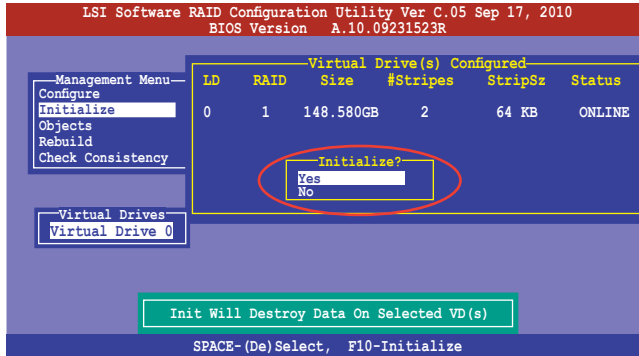 LSI Software RAID Configuration Utility Ver C.05 Sep 17, 2010
BIOS Version A.10.09231523R
Virtual Drive(s) Configured
LD RAID Size #Stripes StripSz Status
0 1 148.580GB 2 64 KB ONLINE
Management Menu
Configure
Initialize
Objects
Rebuild
Check Consistency
Initialize?
Yes
No
Virtual Drives
Virtual Drive 0
Init Will Destroy Data On Selected VD(s)
SPACE-(De)Select, F10-Initialize